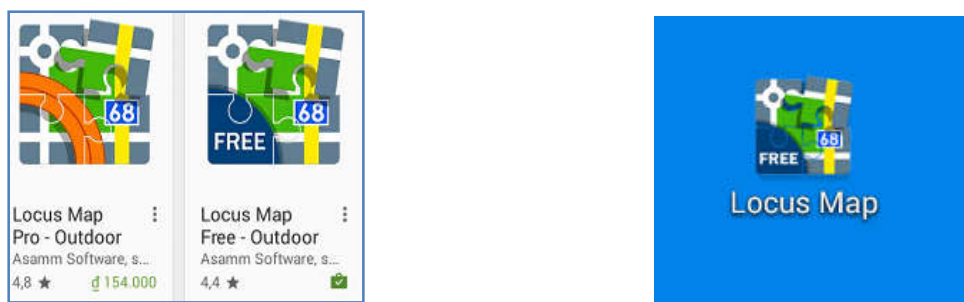 68
68
FREE
Locus Map
Pro - Outdoor
Asamm Software, s...
4,8 ★ ₫ 154.000
Locus Map
Free - Outdoor
Asamm Software, s...
4,4 ★
68
FREE
Locus Map